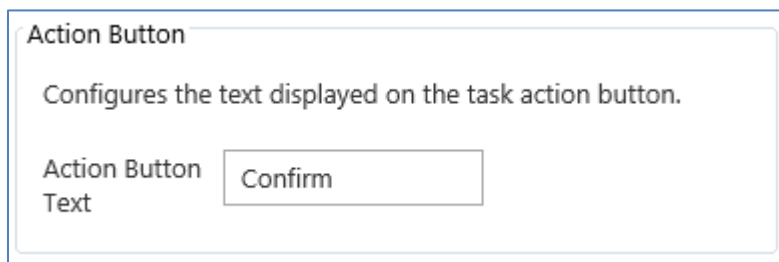 Action Button
Configures the text displayed on the task action button.
Action Button
Text
Confirm